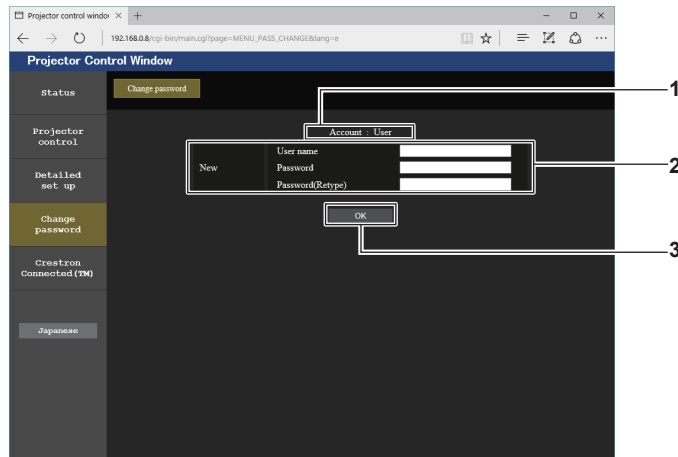 Projector control windo
192.168.0.8/cgi-bin/main.cgi?page=MENU_PASS_CHANGE&lang=e
Projector Control Window
Status
Change password
1
Account : User
Projector
control
User name
New
Password
2
Password(Retype)
Detailed
set up
Change
password
OK
3
Crestron
Connected(TM)
Japanese